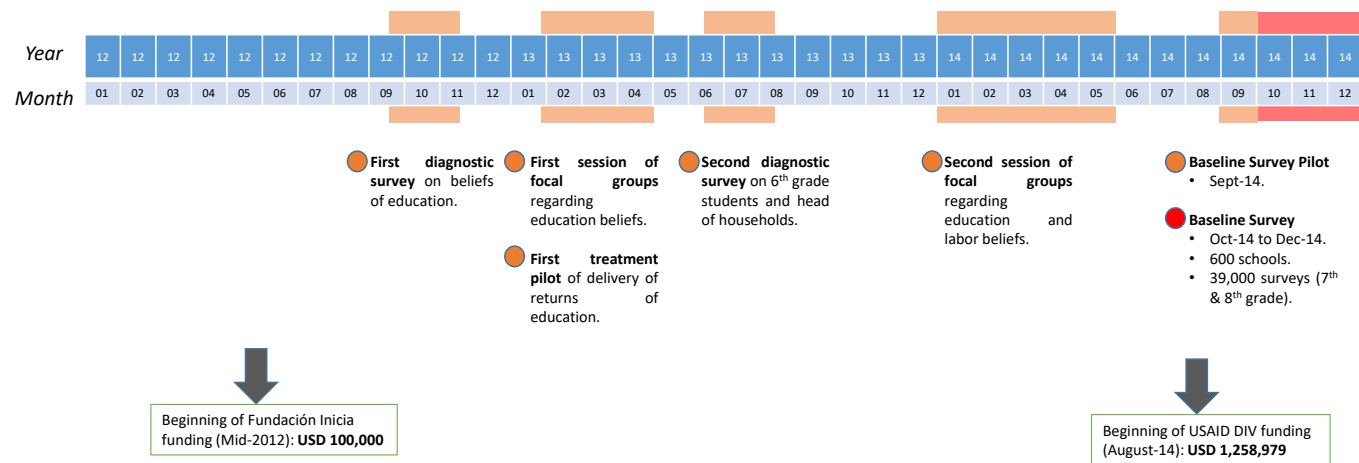 Year
12 12 12 12 12 12 12 12 12 12 12 12 13 13 13 13 13 13 13 13 13 13 13 13 14 14 14 14 14 14 14 14 14 14 14 14
Month
01 02 03 04 05 06 07 08 09 10 11 12 01 02 03 04 05 06 07 08 09 10 11 12 01 02 03 04 05 06 07 08 09 10 11 12
First diagnostic
survey on beliefs
of education.
First session of
focal groups
regarding
education beliefs.
First treatment
pilot of delivery of
returns of
education.
Second diagnostic
survey on 6th grade
students and head
of households.
Second session of
focal groups
regarding
education and
labor beliefs.
Baseline Survey Pilot
• Sept-14.
Baseline Survey
• Oct-14 to Dec-14.
• 600 schools.
• 39,000 surveys (7th
& 8th grade).
Beginning of Fundación Inicia
funding (Mid-2012): USD 100,000
Beginning of USAID DIV funding
(August-14): USD 1,258,979